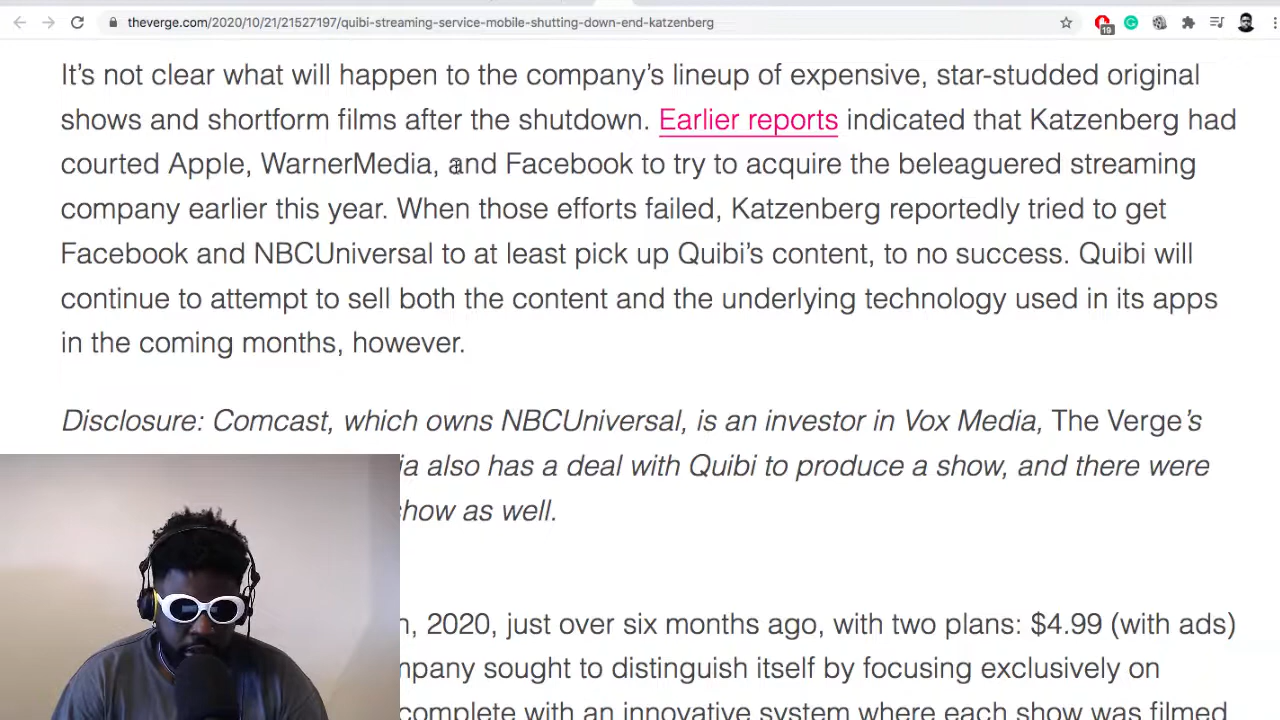 theverge.com/2020/10/21/21527197/quibi-streaming-service-mobile-shutting-down-end-katzenberg
19
It's not clear what will happen to the company's lineup of expensive, star-studded original
shows and shortform films after the shutdown. Earlier reports indicated that Katzenberg had
courted Apple, WarnerMedia, and Facebook to try to acquire the beleaguered streaming
company earlier this year. When those efforts failed, Katzenberg reportedly tried to get
Facebook and NBCUniversal to at least pick up Quibi's content, to no success. Quibi will
continue to attempt to sell both the content and the underlying technology used in its apps
in the coming months, however.
Disclosure: Comcast, which owns NBCUniversal, is an investor in Vox Media, The Verge's
also has a deal with Quibi to produce a show, and there were
show as well.
2020, just over six months ago, with two plans: $4.99 (with ads)
sought to distinguish itself by focusing exclusively on
complete with an innovative system where each show was filmed